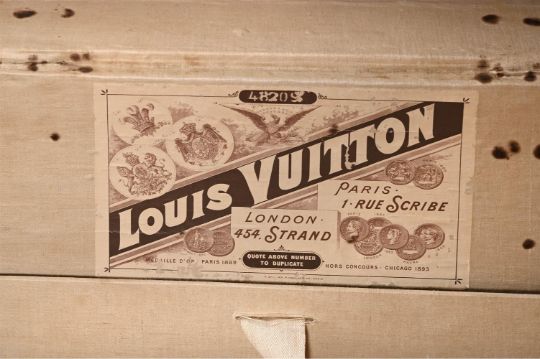 48205
LOUIS VUITTON
PARIS·
1·RUE SCRIBE
LONDON·
454. STRAND
MEDAILLE D'OR · PARIS 1889
QUOTE ABOVE NUMBER
TO DUPLICATE
HORS CONCOURS · CHICAGO 1893